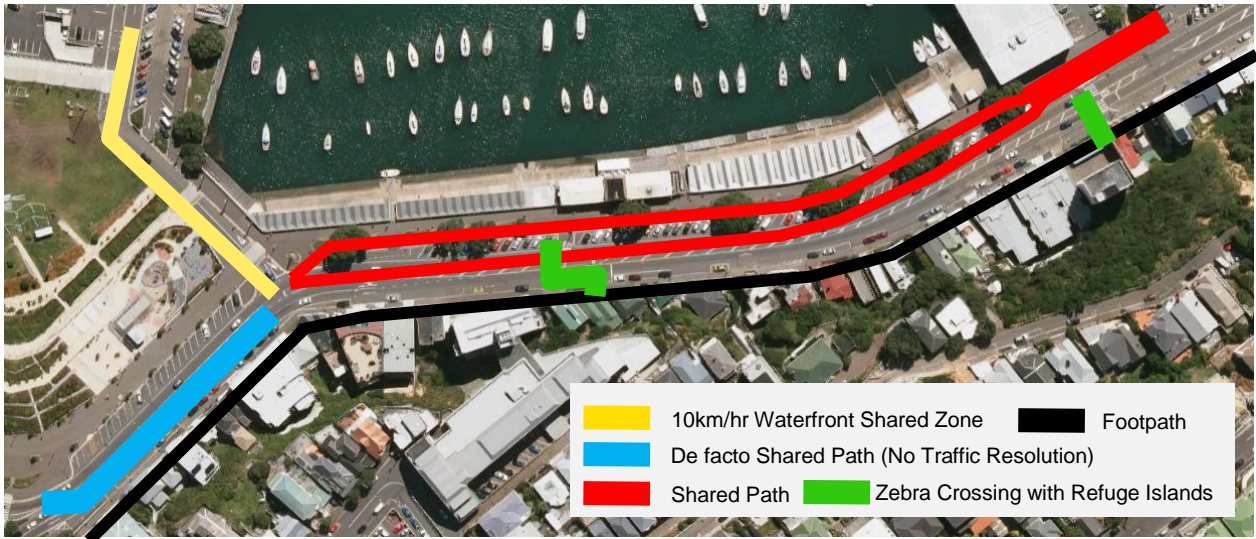 10km/hr Waterfront Shared Zone
Footpath
De facto Shared Path (No Traffic Resolution)
Shared Path
Zebra Crossing with Refuge Islands